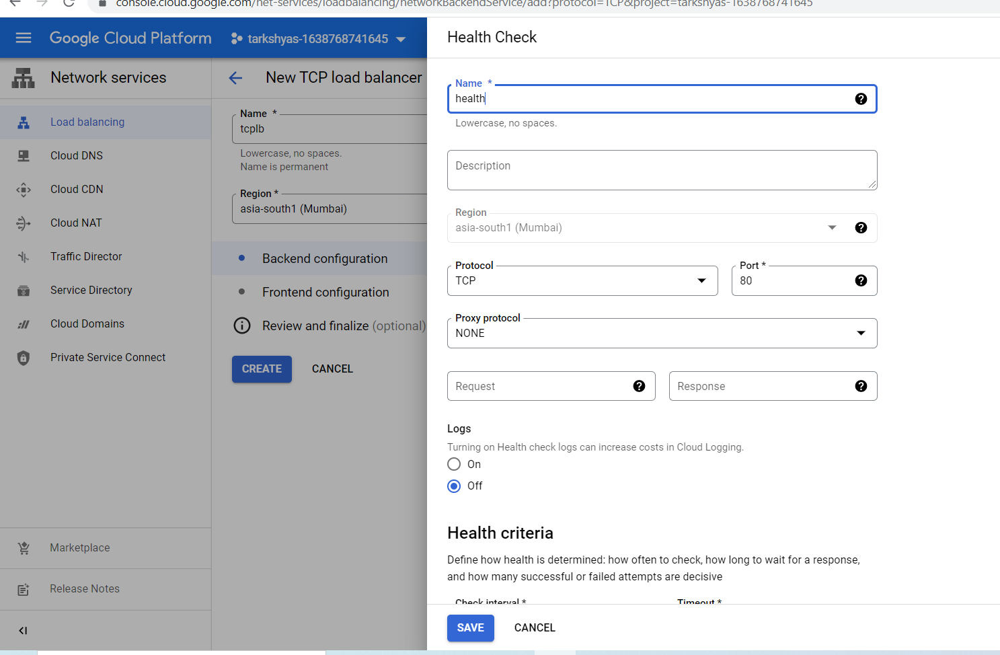 console.cloud.google.com/net-services/loadbalancing/networkBackendService/add?protocol=TCP&project=tarkshyas-1638768741645
Google Cloud Platform
tarkshyas-1638768741645
Network services
Load balancing
Cloud DNS
Cloud CDN
Cloud NAT
Traffic Director
Service Directory
Cloud Domains
Private Service Connect
Marketplace
Release Notes
New TCP load balancer
Name *
tcplb
Lowercase, no spaces.
Name is permanent
Region *
asia-south1 (Mumbai)
Backend configuration
Frontend configuration
Review and finalize (optional)
CREATE CANCEL
Health Check
Name *
health
Lowercase, no spaces.
Description
Region
asia-south1 (Mumbai)
Protocol
TCP
Port *
80
Proxy protocol
NONE
Request
Response
Logs
Turning on Health check logs can increase costs in Cloud Logging.
On
Off
Health criteria
Define how health is determined: how often to check, how long to wait for a response,
and how many successful or failed attempts are decisive
Check interval * Timeout *
SAVE CANCEL